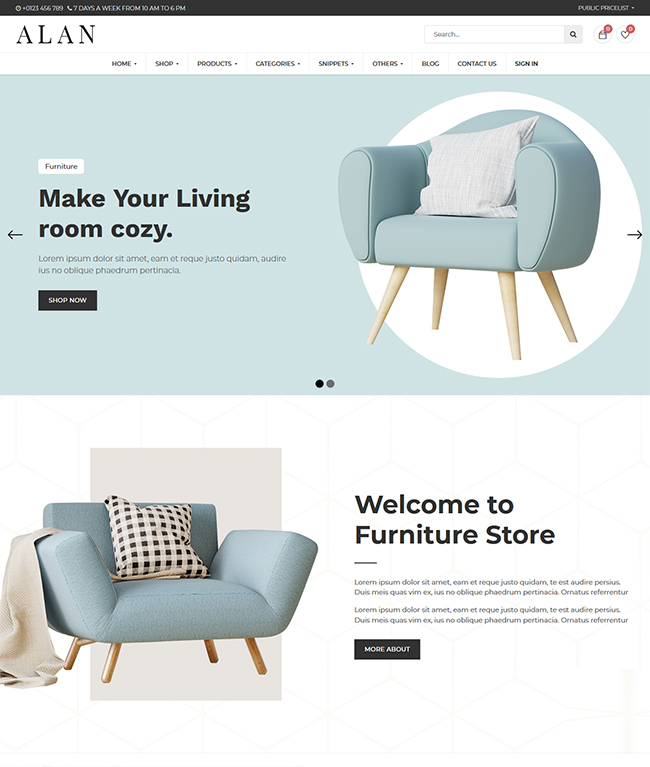 +0123 456 789 7 DAYS A WEEK FROM 10 AM TO 6 PM
PUBLIC PRICELIST
ALAN
Search...
0
0
HOME SHOP PRODUCTS CATEGORIES SNIPPETS OTHERS BLOG CONTACT US SIGN IN
Furniture
Make Your Living
room cozy.
Lorem ipsum dolor sit amet, eam et reque justo quidam, audire
ius no oblique phaedrum pertinacia.
SHOP NOW
Welcome to
Furniture Store
Lorem ipsum dolor sit amet, eam et reque justo quidam, te est audire persius.
Duis meis quas vim ex, ius no oblique phaedrum pertinacia. Ornatus referrentur
Lorem ipsum dolor sit amet, eam et reque justo quidam, te est audire persius.
Duis meis quas vim ex, ius no oblique phaedrum pertinacia. Ornatus referrentur
MORE ABOUT